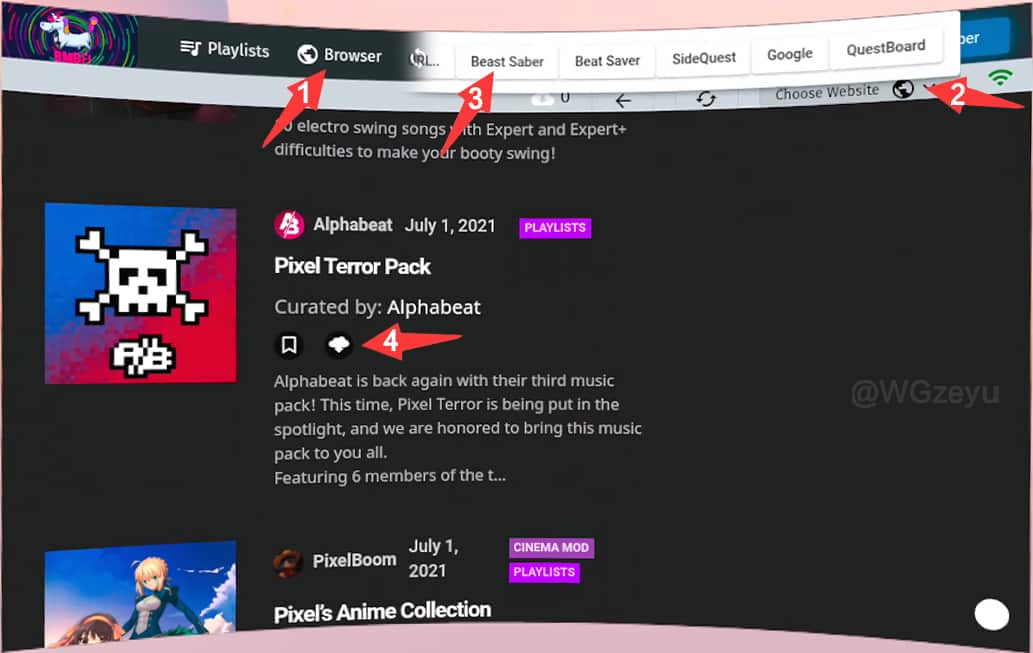 BMBF!
Playlists
Browser
URL...
Beast Saber
Beat Saver
SideQuest
Google
QuestBoard
1
3
2
0
Choose Website
electro swing songs with Expert and Expert+
difficulties to make your booty swing!
Alphabeat July 1, 2021 PLAYLISTS
Pixel Terror Pack
Curated by: Alphabeat
4
AB
Alphabeat is back again with their third music
pack! This time, Pixel Terror is being put in the
spotlight, and we are honored to bring this music
pack to you all.
Featuring 6 members of the t...
@WGzeyu
PixelBoom
July 1,
2021
CINEMA MOD
PLAYLISTS
Pixel's Anime Collection